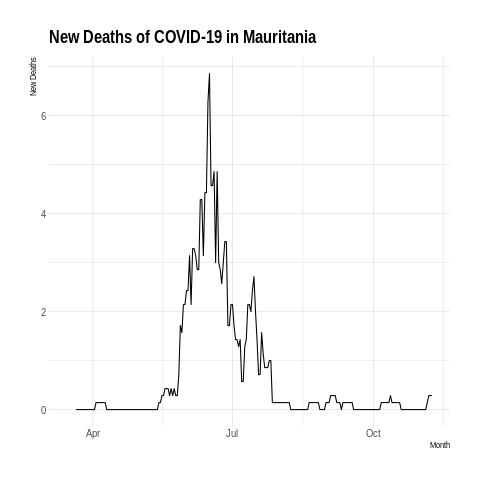 New Deaths of COVID-19 in Mauritania
New Deaths
6
4
2
0
Apr
Jul
Oct
Month